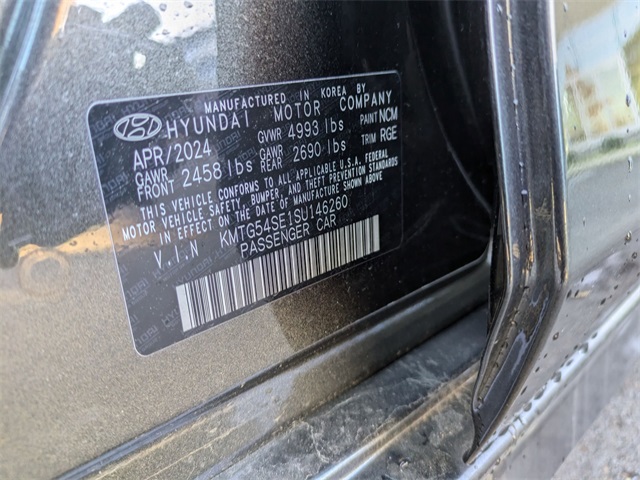 MANUFACTURED IN KOREA BY
HYUNDAI MOTOR COMPANY
APR/2024 GVWR 4993 lbs PAINT NCM
GAWR FRONT 2458 lbs GAWR REAR 2690 lbs TRIM RGE
THIS VEHICLE CONFORMS TO ALL APPLICABLE U.S.A. FEDERAL
MOTOR VEHICLE SAFETY, BUMPER, AND THEFT PREVENTION STANDARDS
IN EFFECT ON THE DATE OF MANUFACTURE SHOWN ABOVE.
V.I.N KMTG54SE1SU146260
PASSENGER CAR